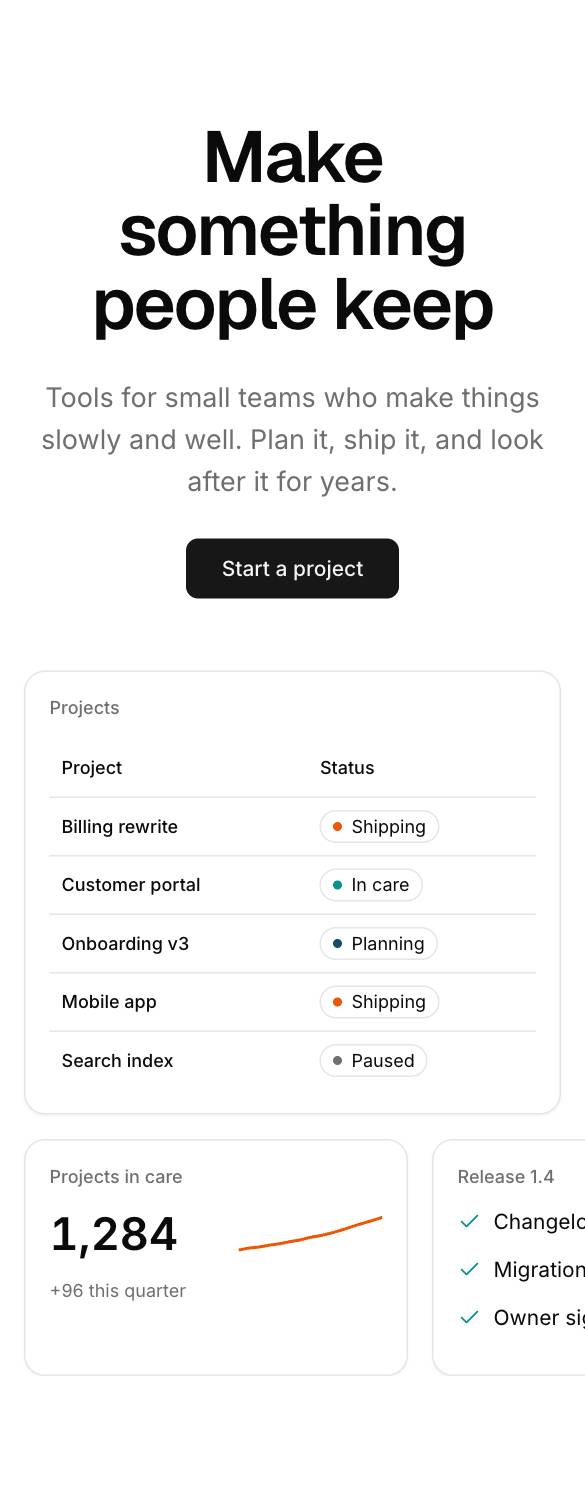 Make
something
people keep
Tools for small teams who make things
slowly and well. Plan it, ship it, and look
after it for years.
Start a project
Projects
Project Status
Billing rewrite Shipping
Customer portal In care
Onboarding v3 Planning
Mobile app Shipping
Search index Paused
Projects in care
1,284
+96 this quarter
Release 1.4
Migration
Owner